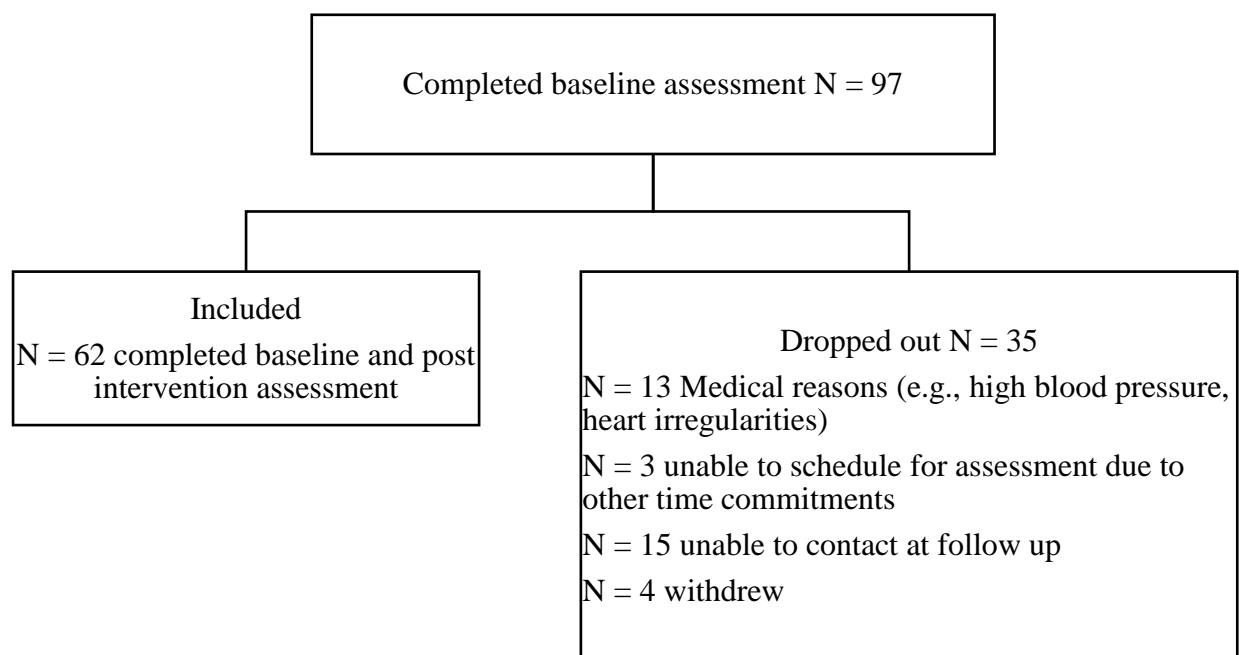 Completed baseline assessment N = 97
Included
N = 62 completed baseline and post
intervention assessment
Dropped out N = 35
N = 13 Medical reasons (e.g., high blood pressure,
heart irregularities)
N = 3 unable to schedule for assessment due to
other time commitments
N = 15 unable to contact at follow up
N = 4 withdrew